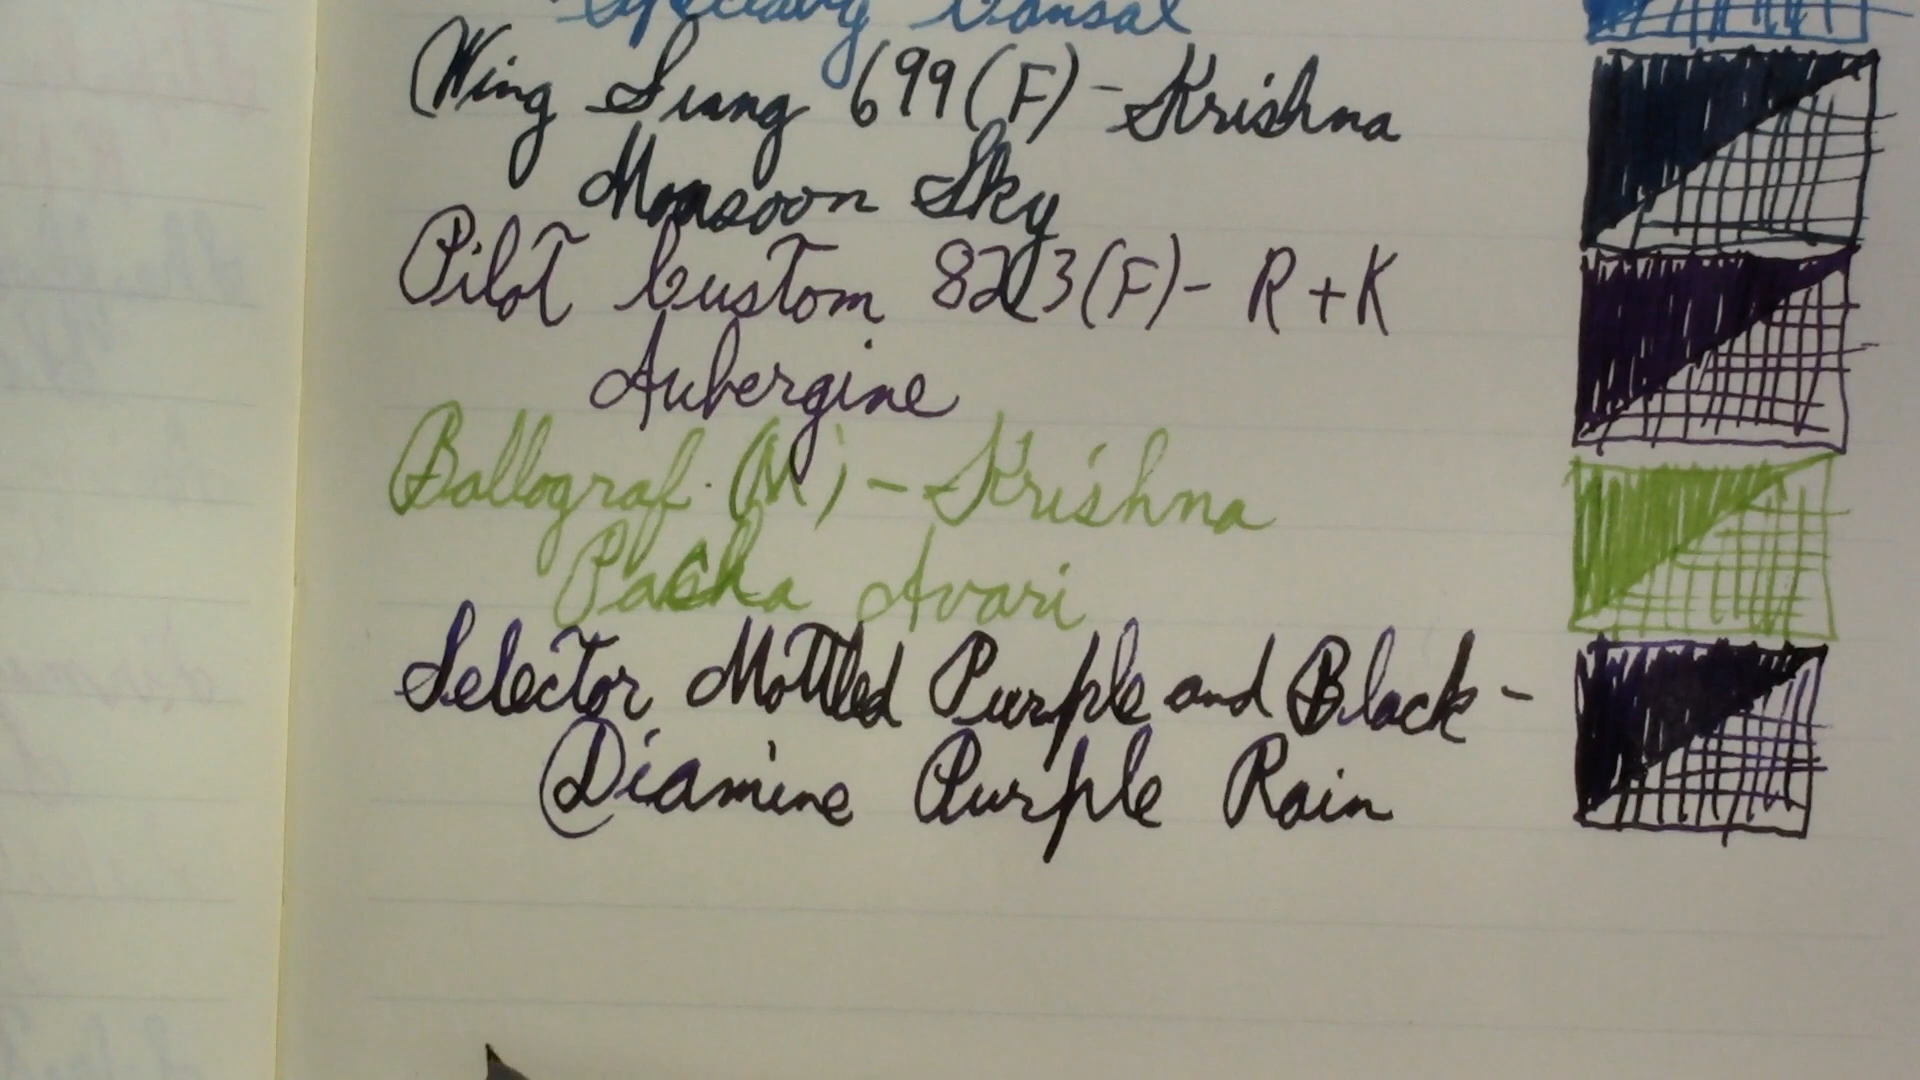 Wing Sung 699 (F) - Krishna
Monsoon Sky
Pilot Custom 823 (F) - R + K
Aubergine
Ballograf (M) - Krishna
Pacha Avari
Selector Mottled Purple and Black -
Diamine Purple Rain